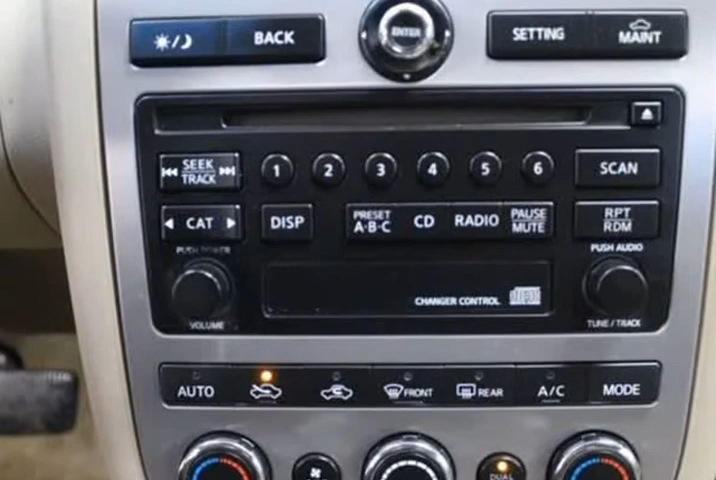 BACK ENTER SETTING MAINT
SEEK TRACK 1 2 3 4 5 6 SCAN
CAT DISP PRESET A·B·C CD RADIO PAUSE MUTE RPT RDM
PUSH POWER PUSH AUDIO
CHANGER CONTROL
VOLUME TUNE / TRACK
AUTO FRONT REAR A/C MODE
DUAL